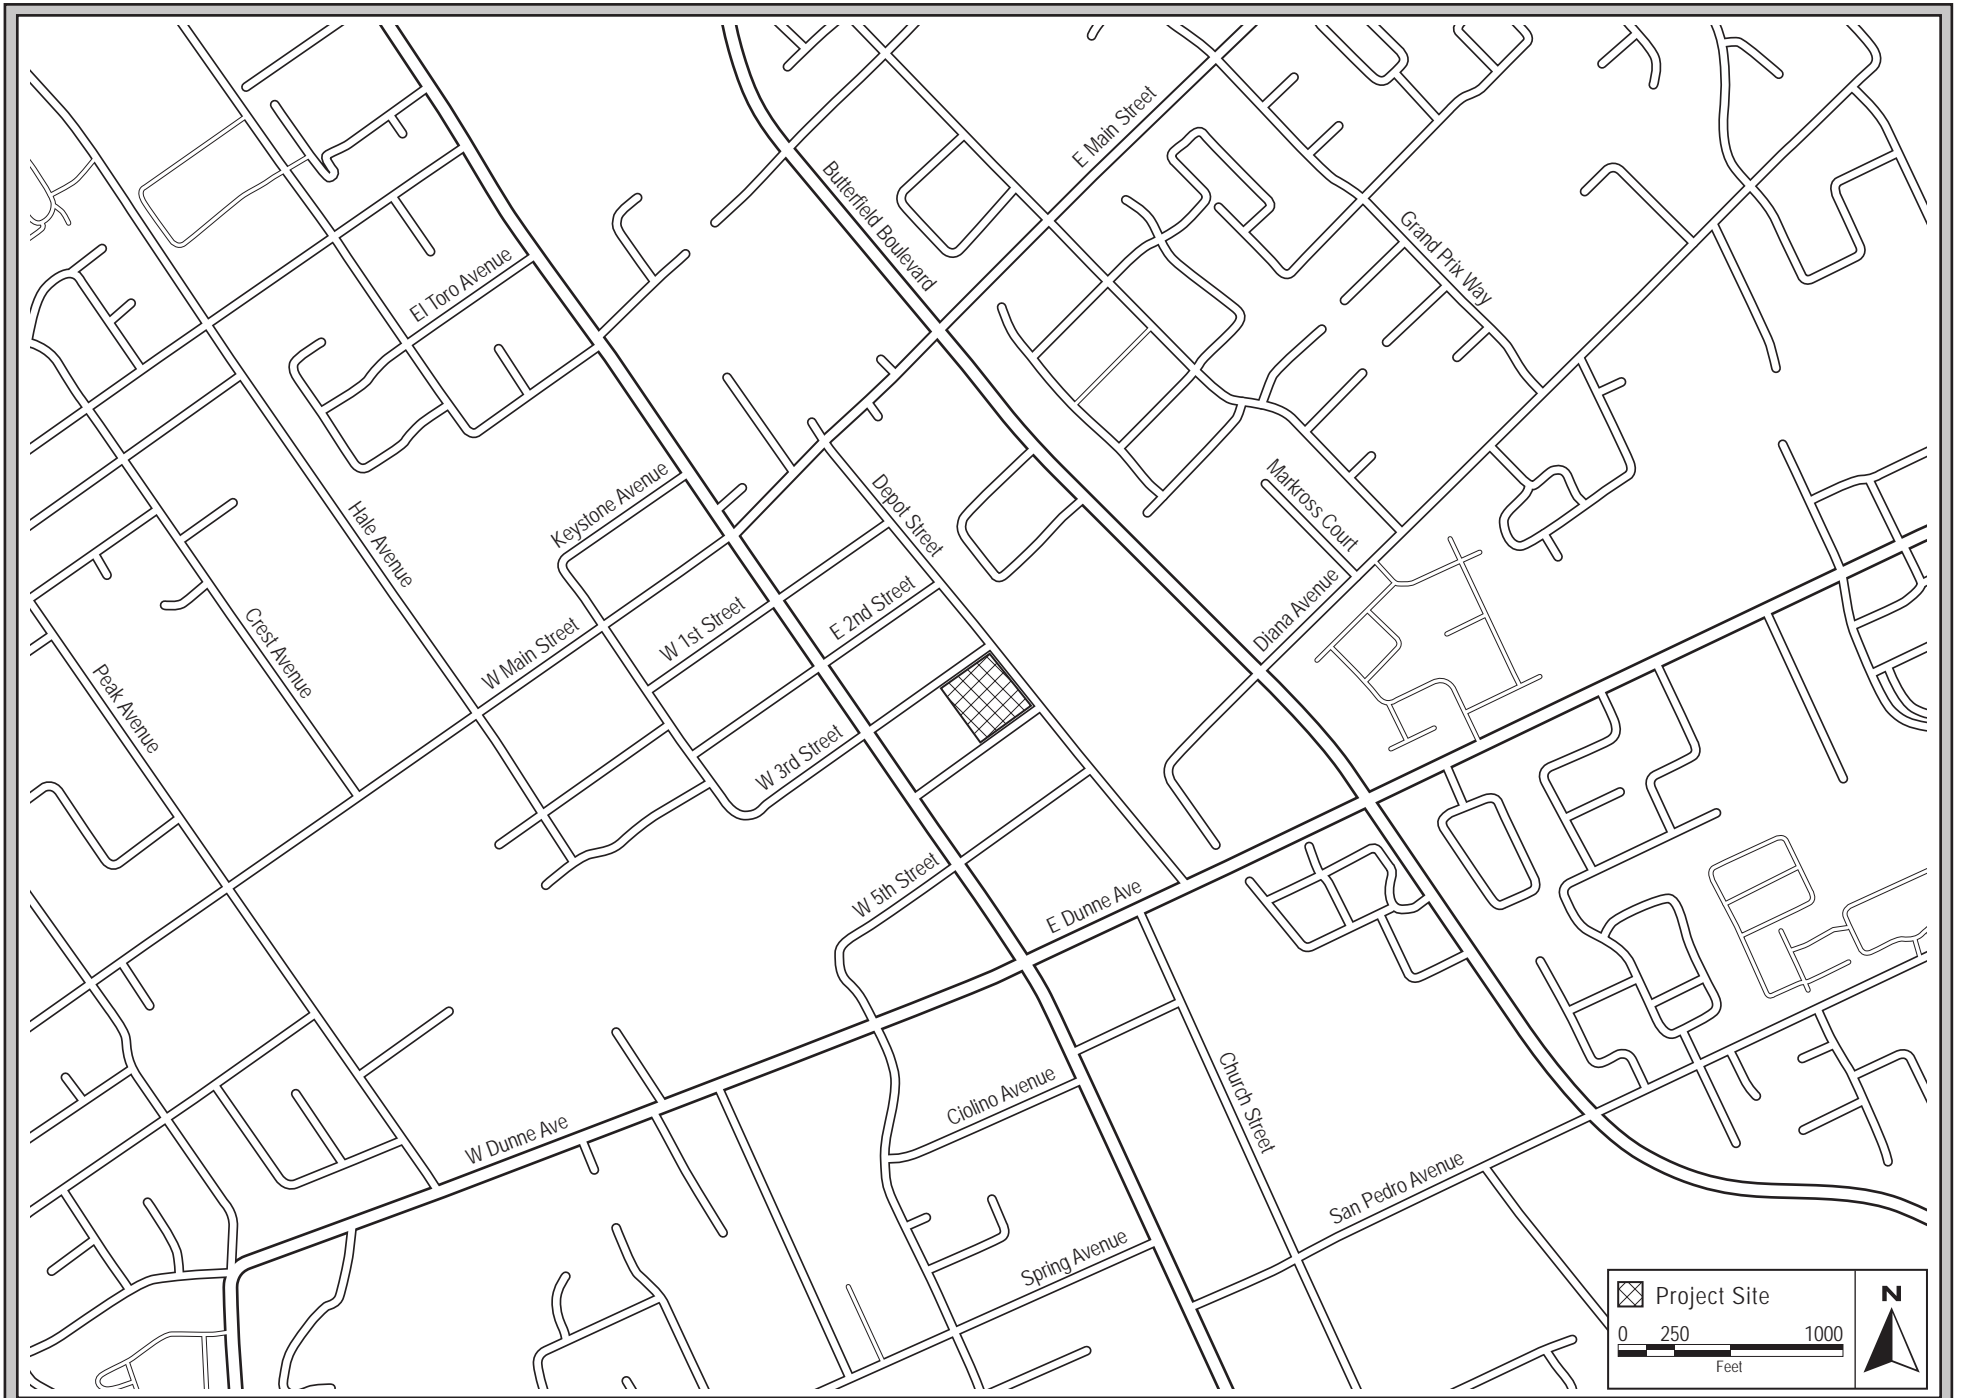 E Main Street
Butterfield Boulevard
Grand Prix Way
El Toro Avenue
Keystone Avenue
Depot Street
Markross Court
Hale Avenue
E 2nd Street
Diana Avenue
W 1st Street
Crest Avenue
W Main Street
Peak Avenue
W 3rd Street
W 5th Street
E Dunne Ave
Ciolino Avenue
Church Street
W Dunne Ave
San Pedro Avenue
Spring Avenue
Project Site
0 250 1000
Feet
N